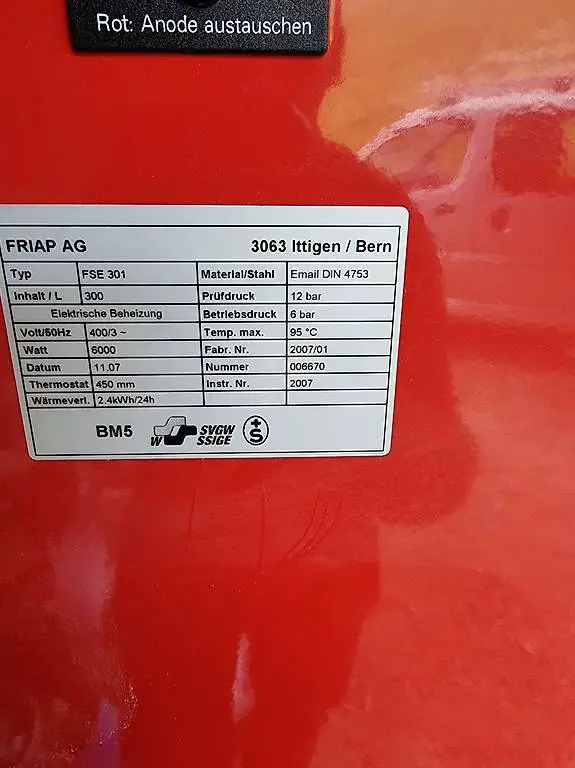 Rot: Anode austauschen
FRIAP AG 3063 Ittigen / Bern
Typ FSE 301 Material/Stahl Email DIN 4753
Inhalt / L 300 Prüfdruck 12 bar
Elektrische Beheizung Betriebsdruck 6 bar
Volt/50Hz 400/3 ~ Temp. max. 95 °C
Watt 6000 Fabr. Nr. 2007/01
Datum 11.07 Nummer 006670
Thermostat 450 mm Instr. Nr. 2007
Wärmeverl. 2.4kWh/24h
BM5 W SVGW SSIGE +S